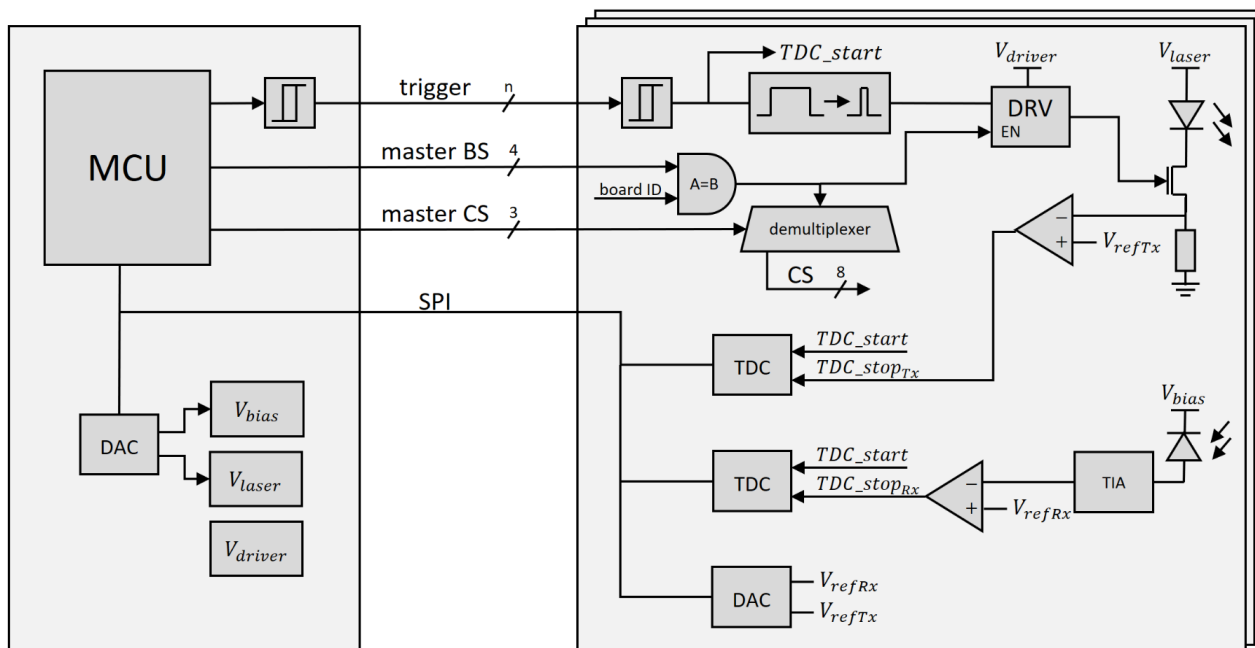 MCU
trigger
n
master BS
4
board ID
master CS
3
SPI
DAC
V_bias
V_laser
V_driver
TDC_start
V_driver
V_laser
DRV
EN
A=B
demultiplexer
CS
8
−
+
V_refTx
TDC
TDC_start
TDC_stop_Tx
V_bias
TDC
TDC_start
TDC_stop_Rx
−
+
V_refRx
TIA
DAC
V_refRx
V_refTx